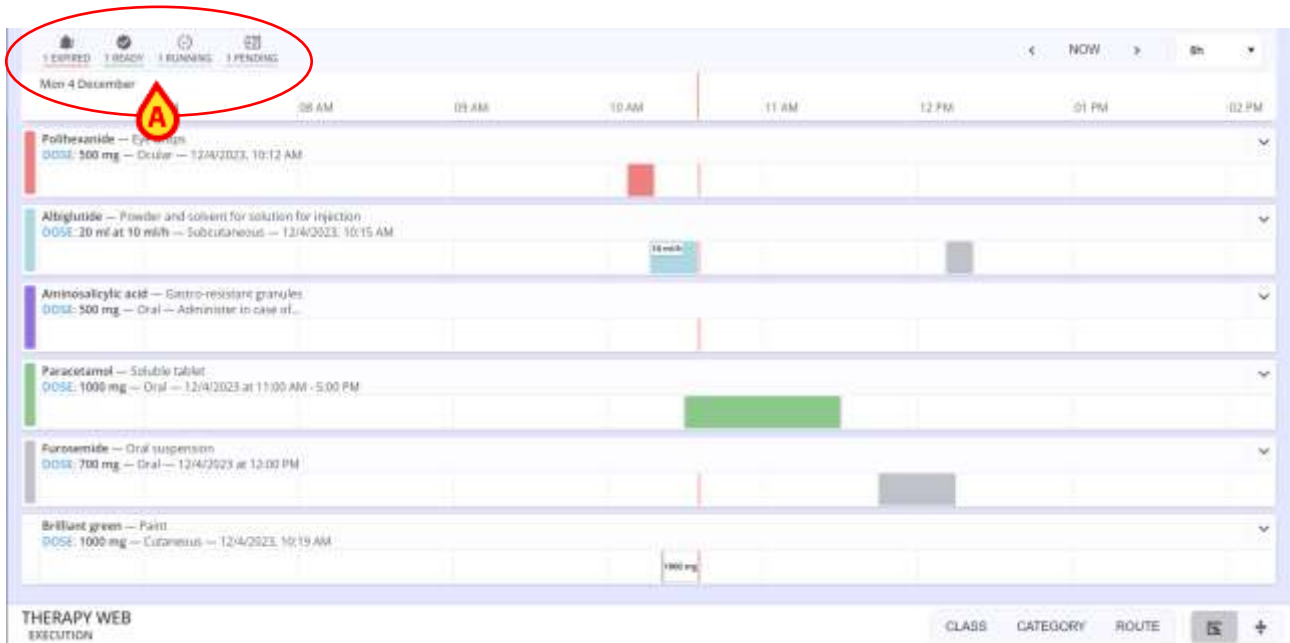 1 EXPIRED 1 READY 1 RUNNING 1 PENDING
NOW 8h
Mon 4 December
A
08 AM 09 AM 10 AM 11 AM 12 PM 01 PM 02 PM
Polihexanide — Eye drops
DOSE: 500 mg — Ocular — 12/4/2023, 10:12 AM
Albiglutide — Powder and solvent for solution for injection
DOSE: 20 ml at 10 ml/h — Subcutaneous — 12/4/2023, 10:15 AM
10 ml/h
Aminosalicylic acid — Gastro-resistant granules
DOSE: 500 mg — Oral — Administer in case of...
Paracetamol — Soluble tablet
DOSE: 1000 mg — Oral — 12/4/2023 at 11:00 AM - 5:00 PM
Furosemide — Oral suspension
DOSE: 700 mg — Oral — 12/4/2023 at 12:00 PM
Brilliant green — Paint
DOSE: 1000 mg — Cutaneous — 12/4/2023, 10:19 AM
1000 mg
THERAPY WEB
EXECUTION
CLASS CATEGORY ROUTE